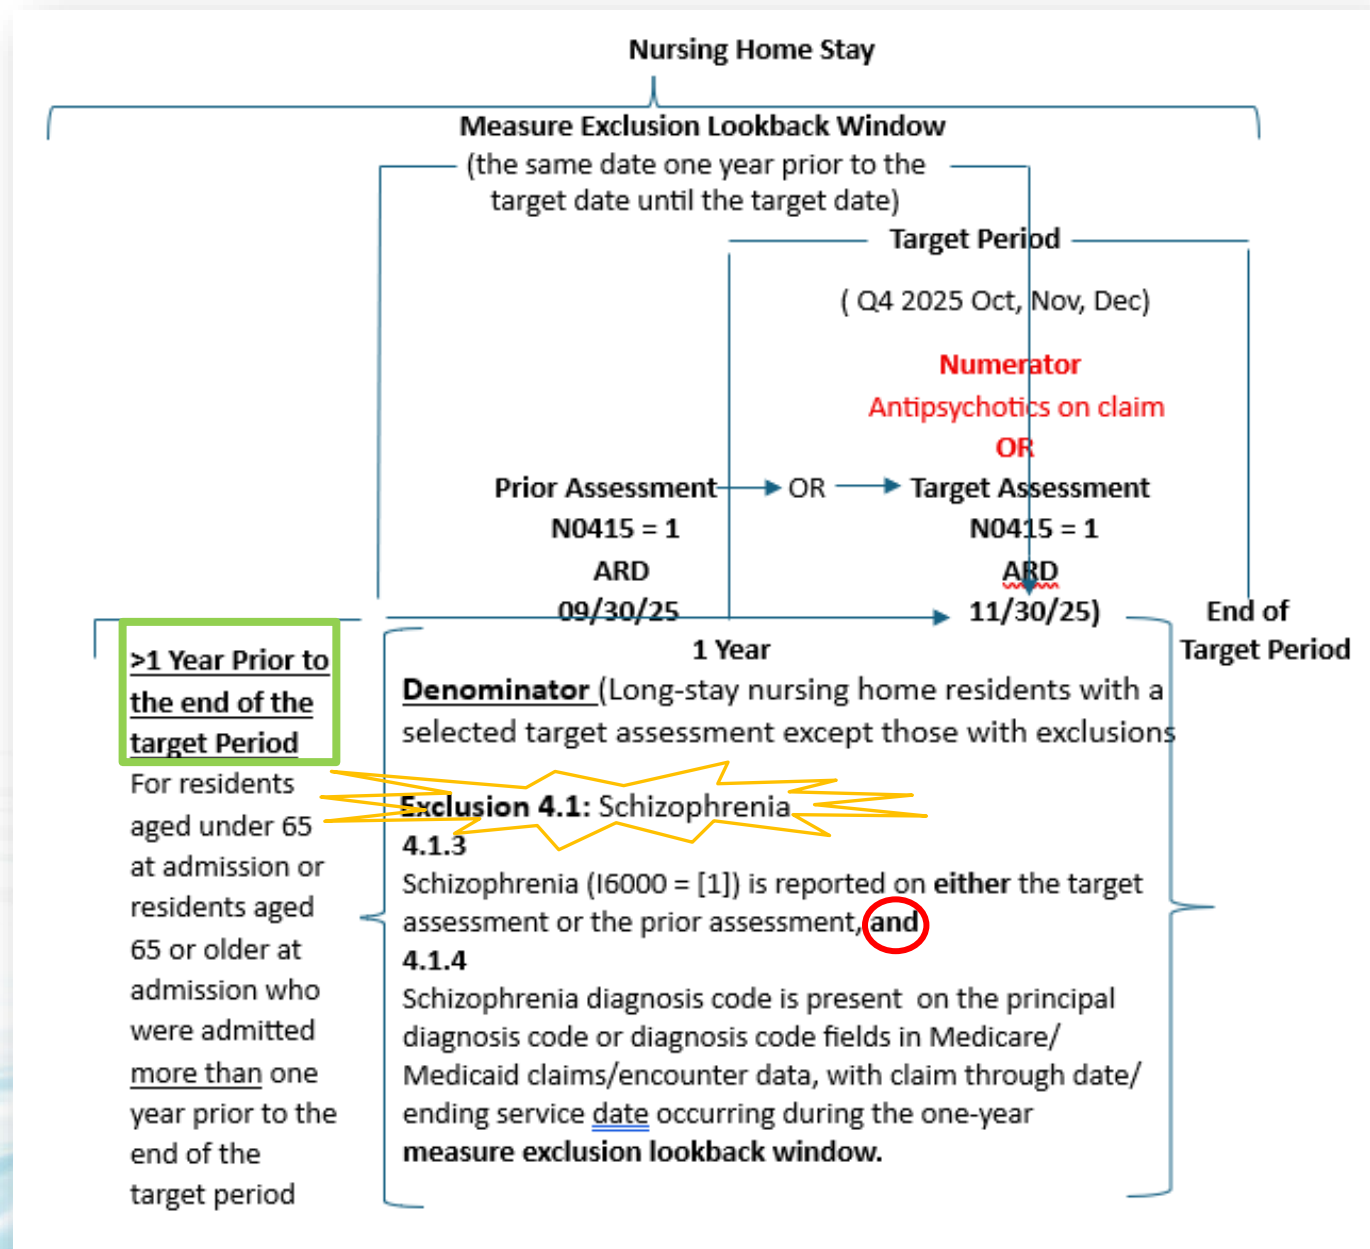 Nursing Home Stay
Measure Exclusion Lookback Window
(the same date one year prior to the
target date until the target date)
Target Period
( Q4 2025 Oct, Nov, Dec)
Numerator
Antipsychotics on claim
OR
Prior Assessment OR Target Assessment
N0415 = 1 N0415 = 1
ARD ARD
09/30/25 11/30/25)
End of
Target Period
1 Year
>1 Year Prior to
the end of the
target Period
For residents
aged under 65
at admission or
residents aged
65 or older at
admission who
were admitted
more than one
year prior to the
end of the
target period
Denominator (Long-stay nursing home residents with a
selected target assessment except those with exclusions
Exclusion 4.1: Schizophrenia
4.1.3
Schizophrenia (I6000 = [1]) is reported on either the target
assessment or the prior assessment, and
4.1.4
Schizophrenia diagnosis code is present on the principal
diagnosis code or diagnosis code fields in Medicare/
Medicaid claims/encounter data, with claim through date/
ending service date occurring during the one-year
measure exclusion lookback window.